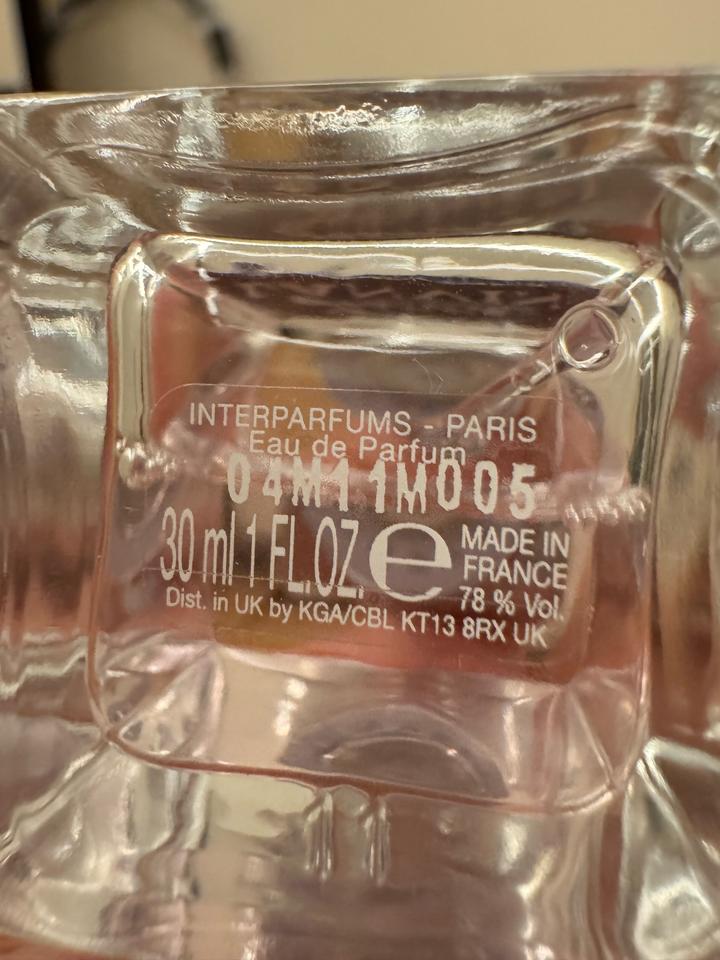 INTERPARFUMS - PARIS
Eau de Parfum
04M11M005
30 ml 1 FL.OZ. e MADE IN
FRANCE
78 % Vol.
Dist. in UK by KGA/CBL KT13 8RX UK